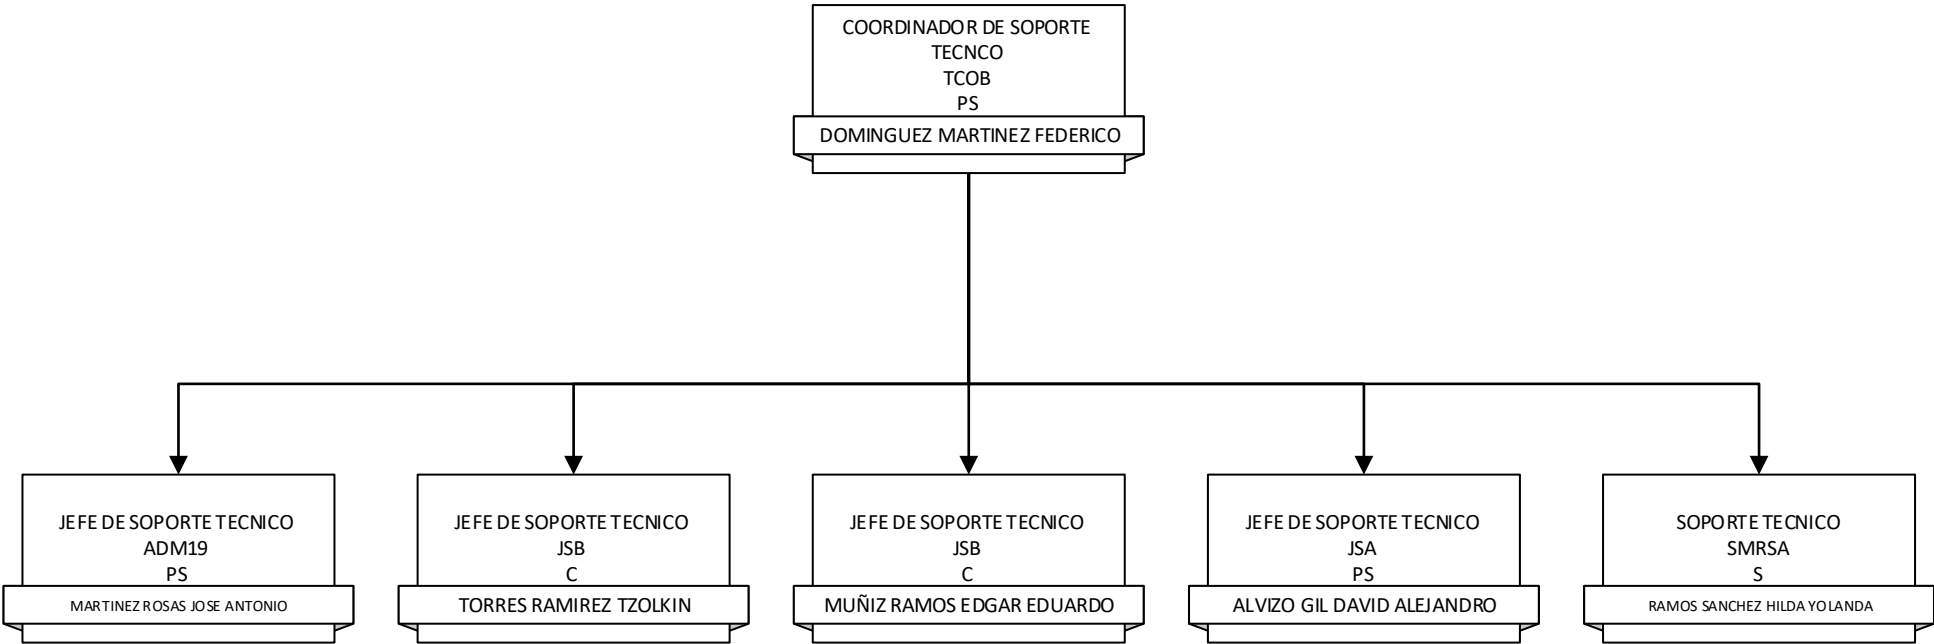 COORDINADOR DE SOPORTE
TECNCO
TCOB
PS
DOMINGUEZ MARTINEZ FEDERICO
JEFE DE SOPORTE TECNICO
ADM19
PS
MARTINEZ ROSAS JOSE ANTONIO
JEFE DE SOPORTE TECNICO
JSB
C
TORRES RAMIREZ TZOLKIN
JEFE DE SOPORTE TECNICO
JSB
C
MUÑIZ RAMOS EDGAR EDUARDO
JEFE DE SOPORTE TECNICO
JSA
PS
ALVIZO GIL DAVID ALEJANDRO
SOPORTE TECNICO
SMRSA
S
RAMOS SANCHEZ HILDA YOLANDA